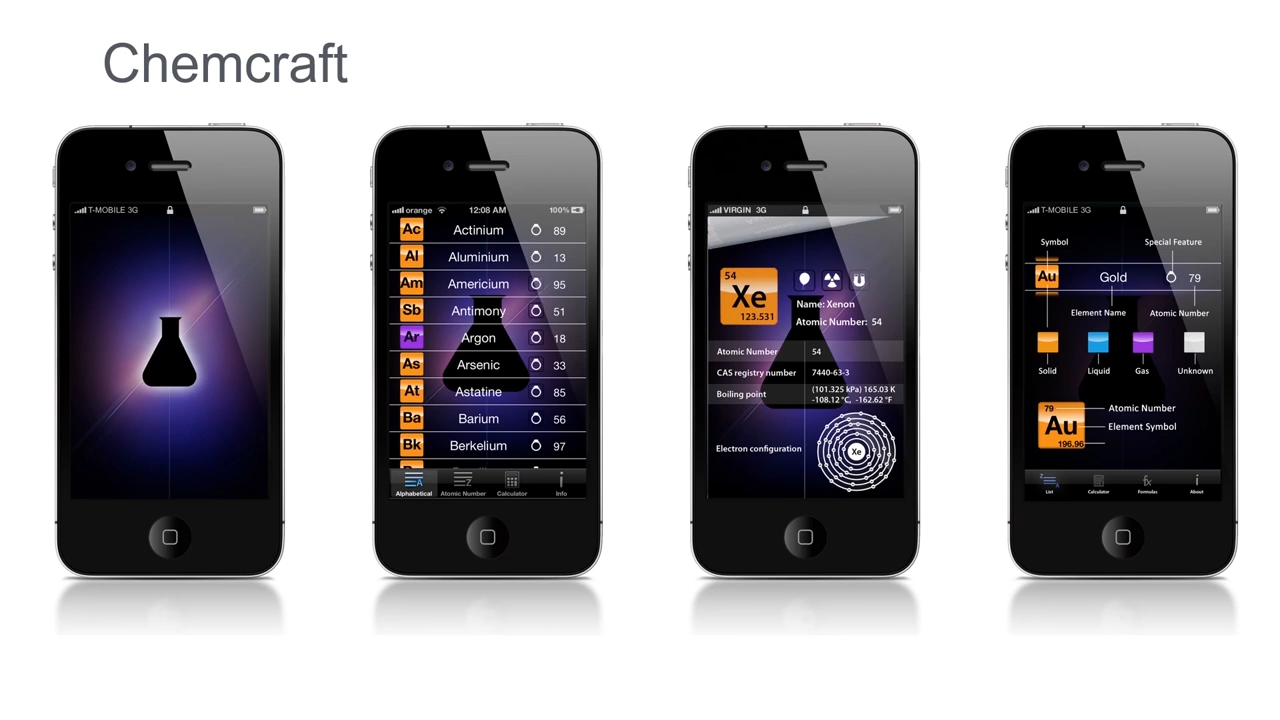 Chemcraft
T-MOBILE 3G
orange 12:08 AM 100%
Ac Actinium 89
Al Aluminium 13
Am Americium 95
Sb Antimony 51
Ar Argon 18
As Arsenic 33
At Astatine 85
Ba Barium 56
Bk Berkelium 97
A Z
Alphabetical Atomic Number Calculator Info
VIRGIN 3G
54
Xe
123.531
Name: Xenon
Atomic Number: 54
Atomic Number 54
CAS registry number 7440-63-3
Boiling point (101.325 kPa) 165.03 K
-108.12 °C, -162.62 °F
Electron configuration Xe
T-MOBILE 3G
Symbol Special Feature
Au Gold 79
Element Name Atomic Number
Solid Liquid Gas Unknown
79 Atomic Number
Au Element Symbol
196.96
Z A fx
List Calculator Formulas About